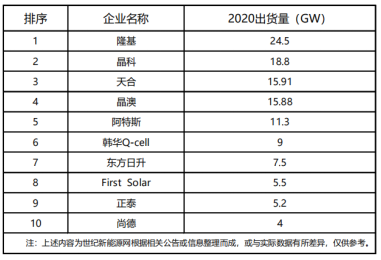 排序 企业名称 2020出货量（GW）
1 隆基 24.5
2 晶科 18.8
3 天合 15.91
4 晶澳 15.88
5 阿特斯 11.3
6 韩华Q-cell 9
7 东方日升 7.5
8 First Solar 5.5
9 正泰 5.2
10 尚德 4
注：上述内容为世纪新能源网根据相关公告或信息整理而成，或与实际数据有所差异，仅供参考。